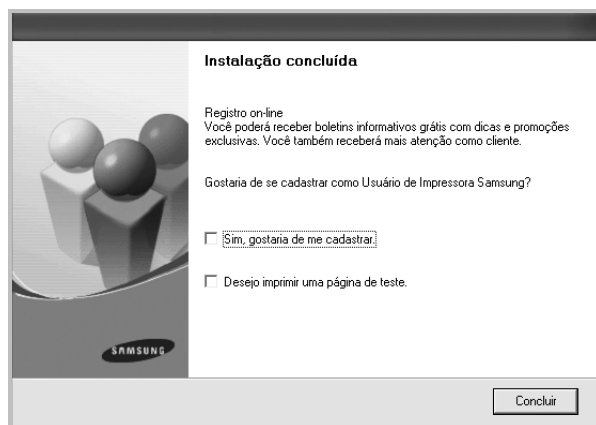 Instalação concluída
Registro on-line
Você poderá receber boletins informativos grátis com dicas e promoções
exclusivas. Você também receberá mais atenção como cliente.
Gostaria de se cadastrar como Usuário de Impressora Samsung?
Sim, gostaria de me cadastrar.
Desejo imprimir uma página de teste.
SAMSUNG
Concluir